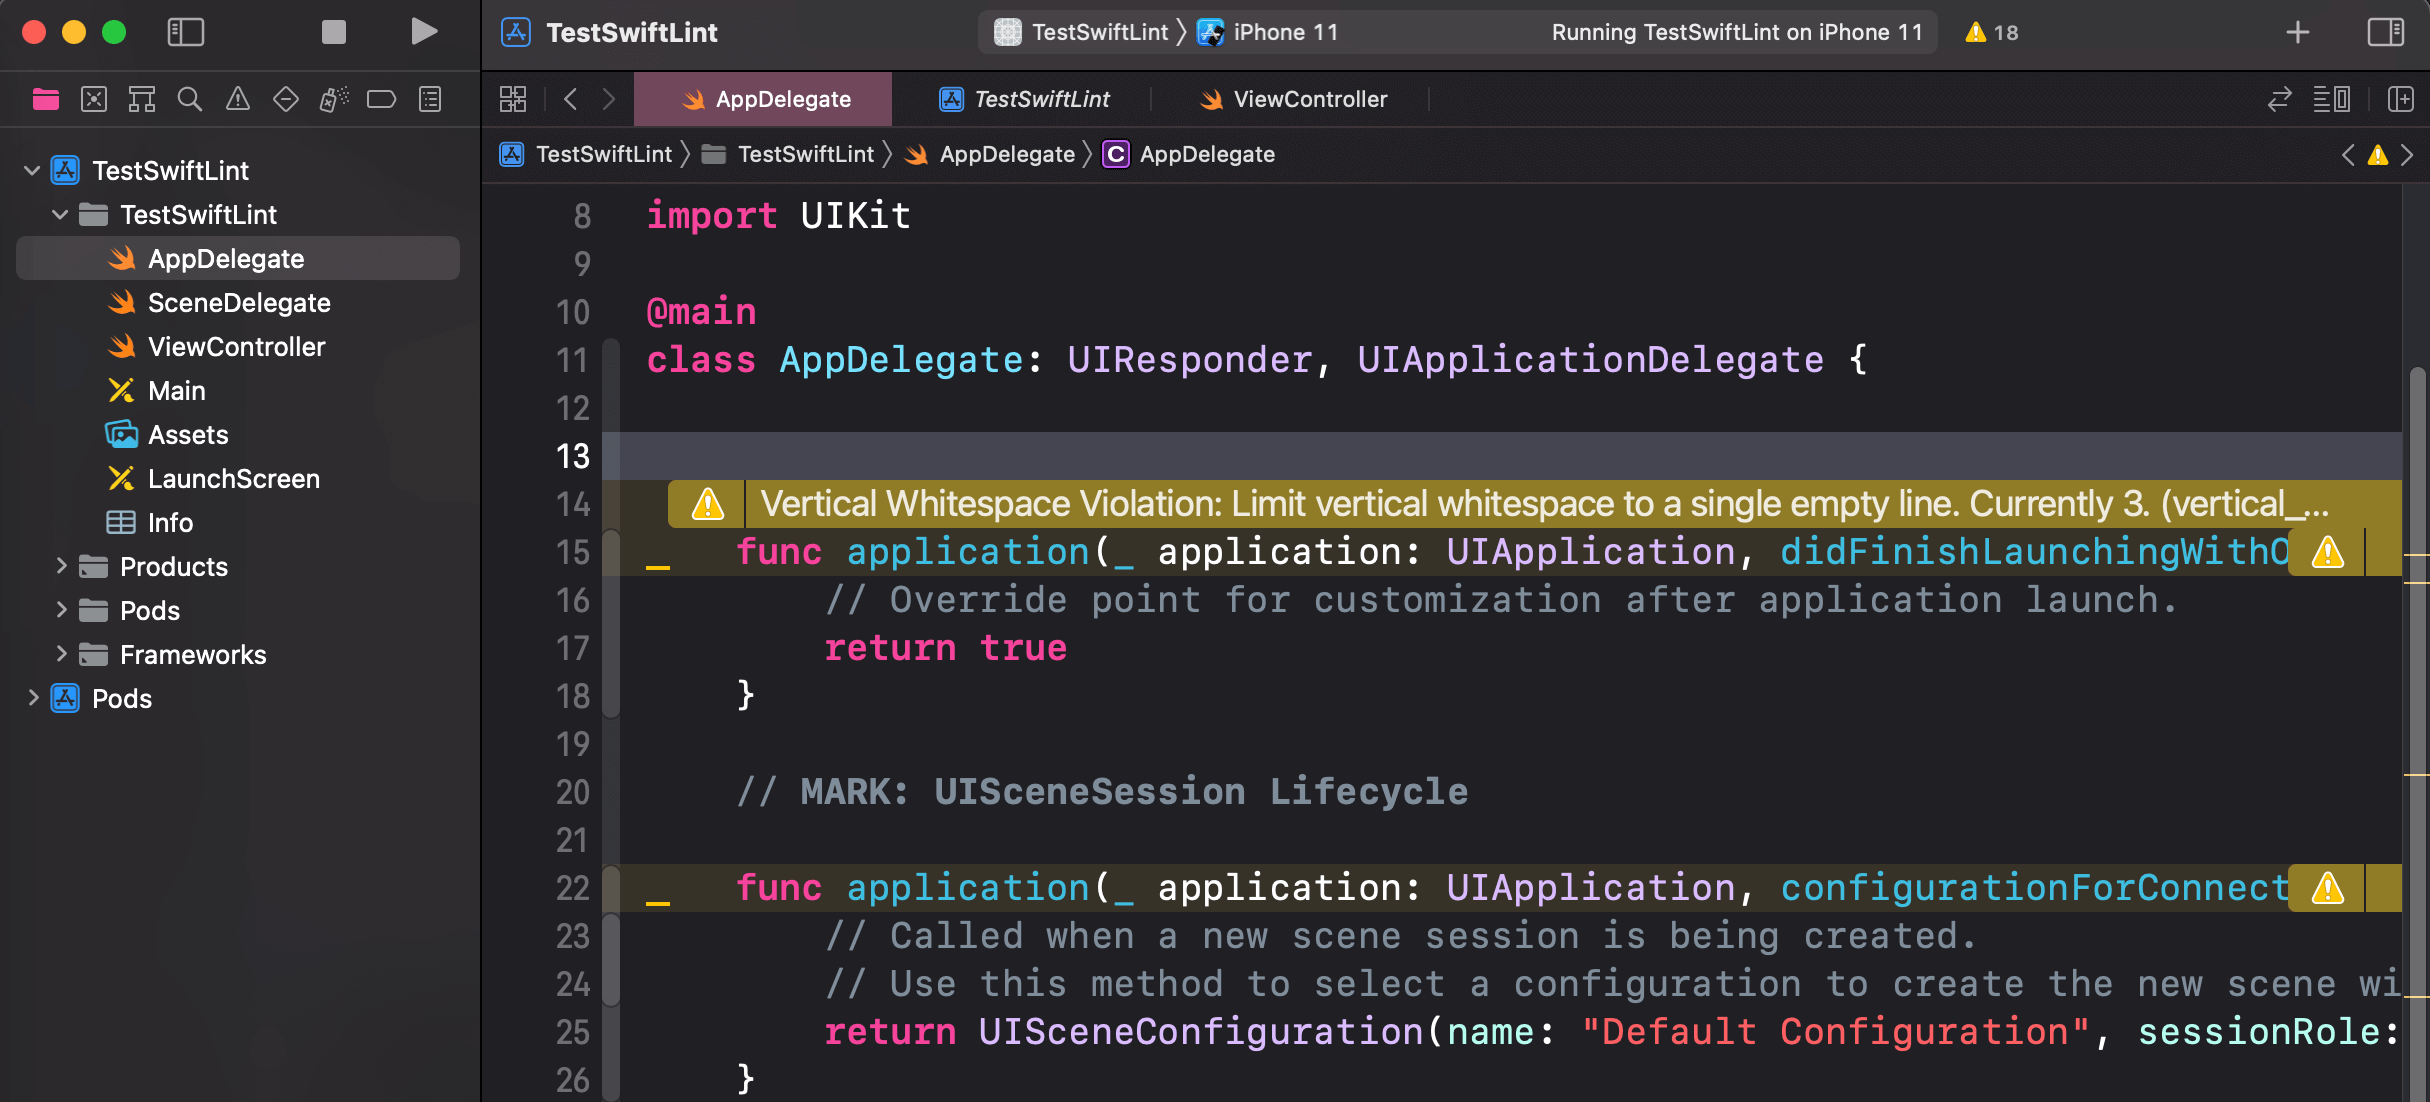 TestSwiftLint
TestSwiftLint
iPhone 11
Running TestSwiftLint on iPhone 11
18
AppDelegate
TestSwiftLint
ViewController
TestSwiftLint
TestSwiftLint
AppDelegate
C AppDelegate
TestSwiftLint
TestSwiftLint
AppDelegate
SceneDelegate
ViewController
Main
Assets
LaunchScreen
Info
Products
Pods
Frameworks
Pods
8 import UIKit
9
10 @main
11 class AppDelegate: UIResponder, UIApplicationDelegate {
12
13
14 Vertical Whitespace Violation: Limit vertical whitespace to a single empty line. Currently 3. (vertical_...
15 func application(_ application: UIApplication, didFinishLaunchingWithO
16 // Override point for customization after application launch.
17 return true
18 }
19
20 // MARK: UISceneSession Lifecycle
21
22 func application(_ application: UIApplication, configurationForConnect
23 // Called when a new scene session is being created.
24 // Use this method to select a configuration to create the new scene wi
25 return UISceneConfiguration(name: "Default Configuration", sessionRole:
26 }